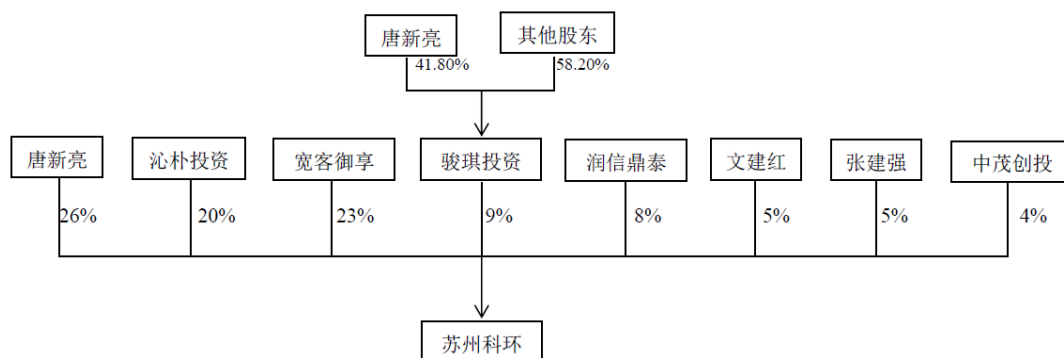 唐新亮
其他股东
41.80%
58.20%
唐新亮
沁朴投资
宽客御享
骏琪投资
润信鼎泰
文建红
张建强
中茂创投
26%
20%
23%
9%
8%
5%
5%
4%
苏州科环